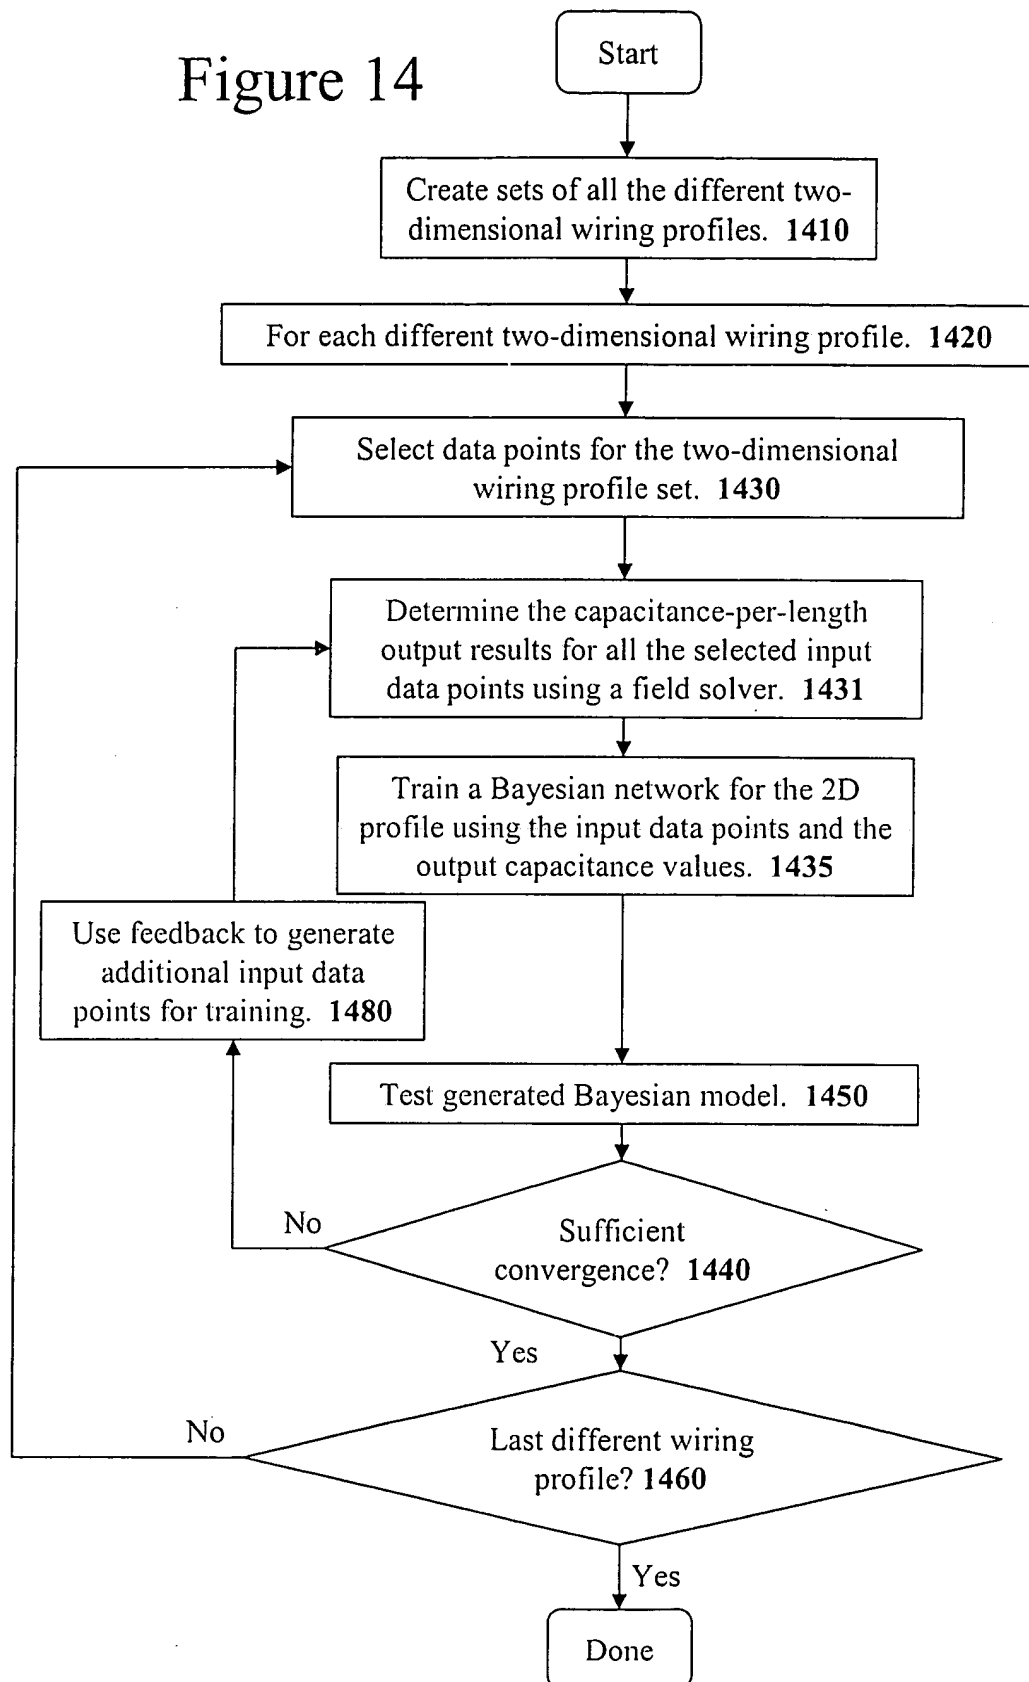 Figure 14
Start
Create sets of all the different two-
dimensional wiring profiles. 1410
For each different two-dimensional wiring profile. 1420
Select data points for the two-dimensional
wiring profile set. 1430
Determine the capacitance-per-length
output results for all the selected input
data points using a field solver. 1431
Train a Bayesian network for the 2D
profile using the input data points and the
output capacitance values. 1435
Use feedback to generate
additional input data
points for training. 1480
Test generated Bayesian model. 1450
No
Sufficient
convergence? 1440
Yes
No
Last different wiring
profile? 1460
Yes
Done